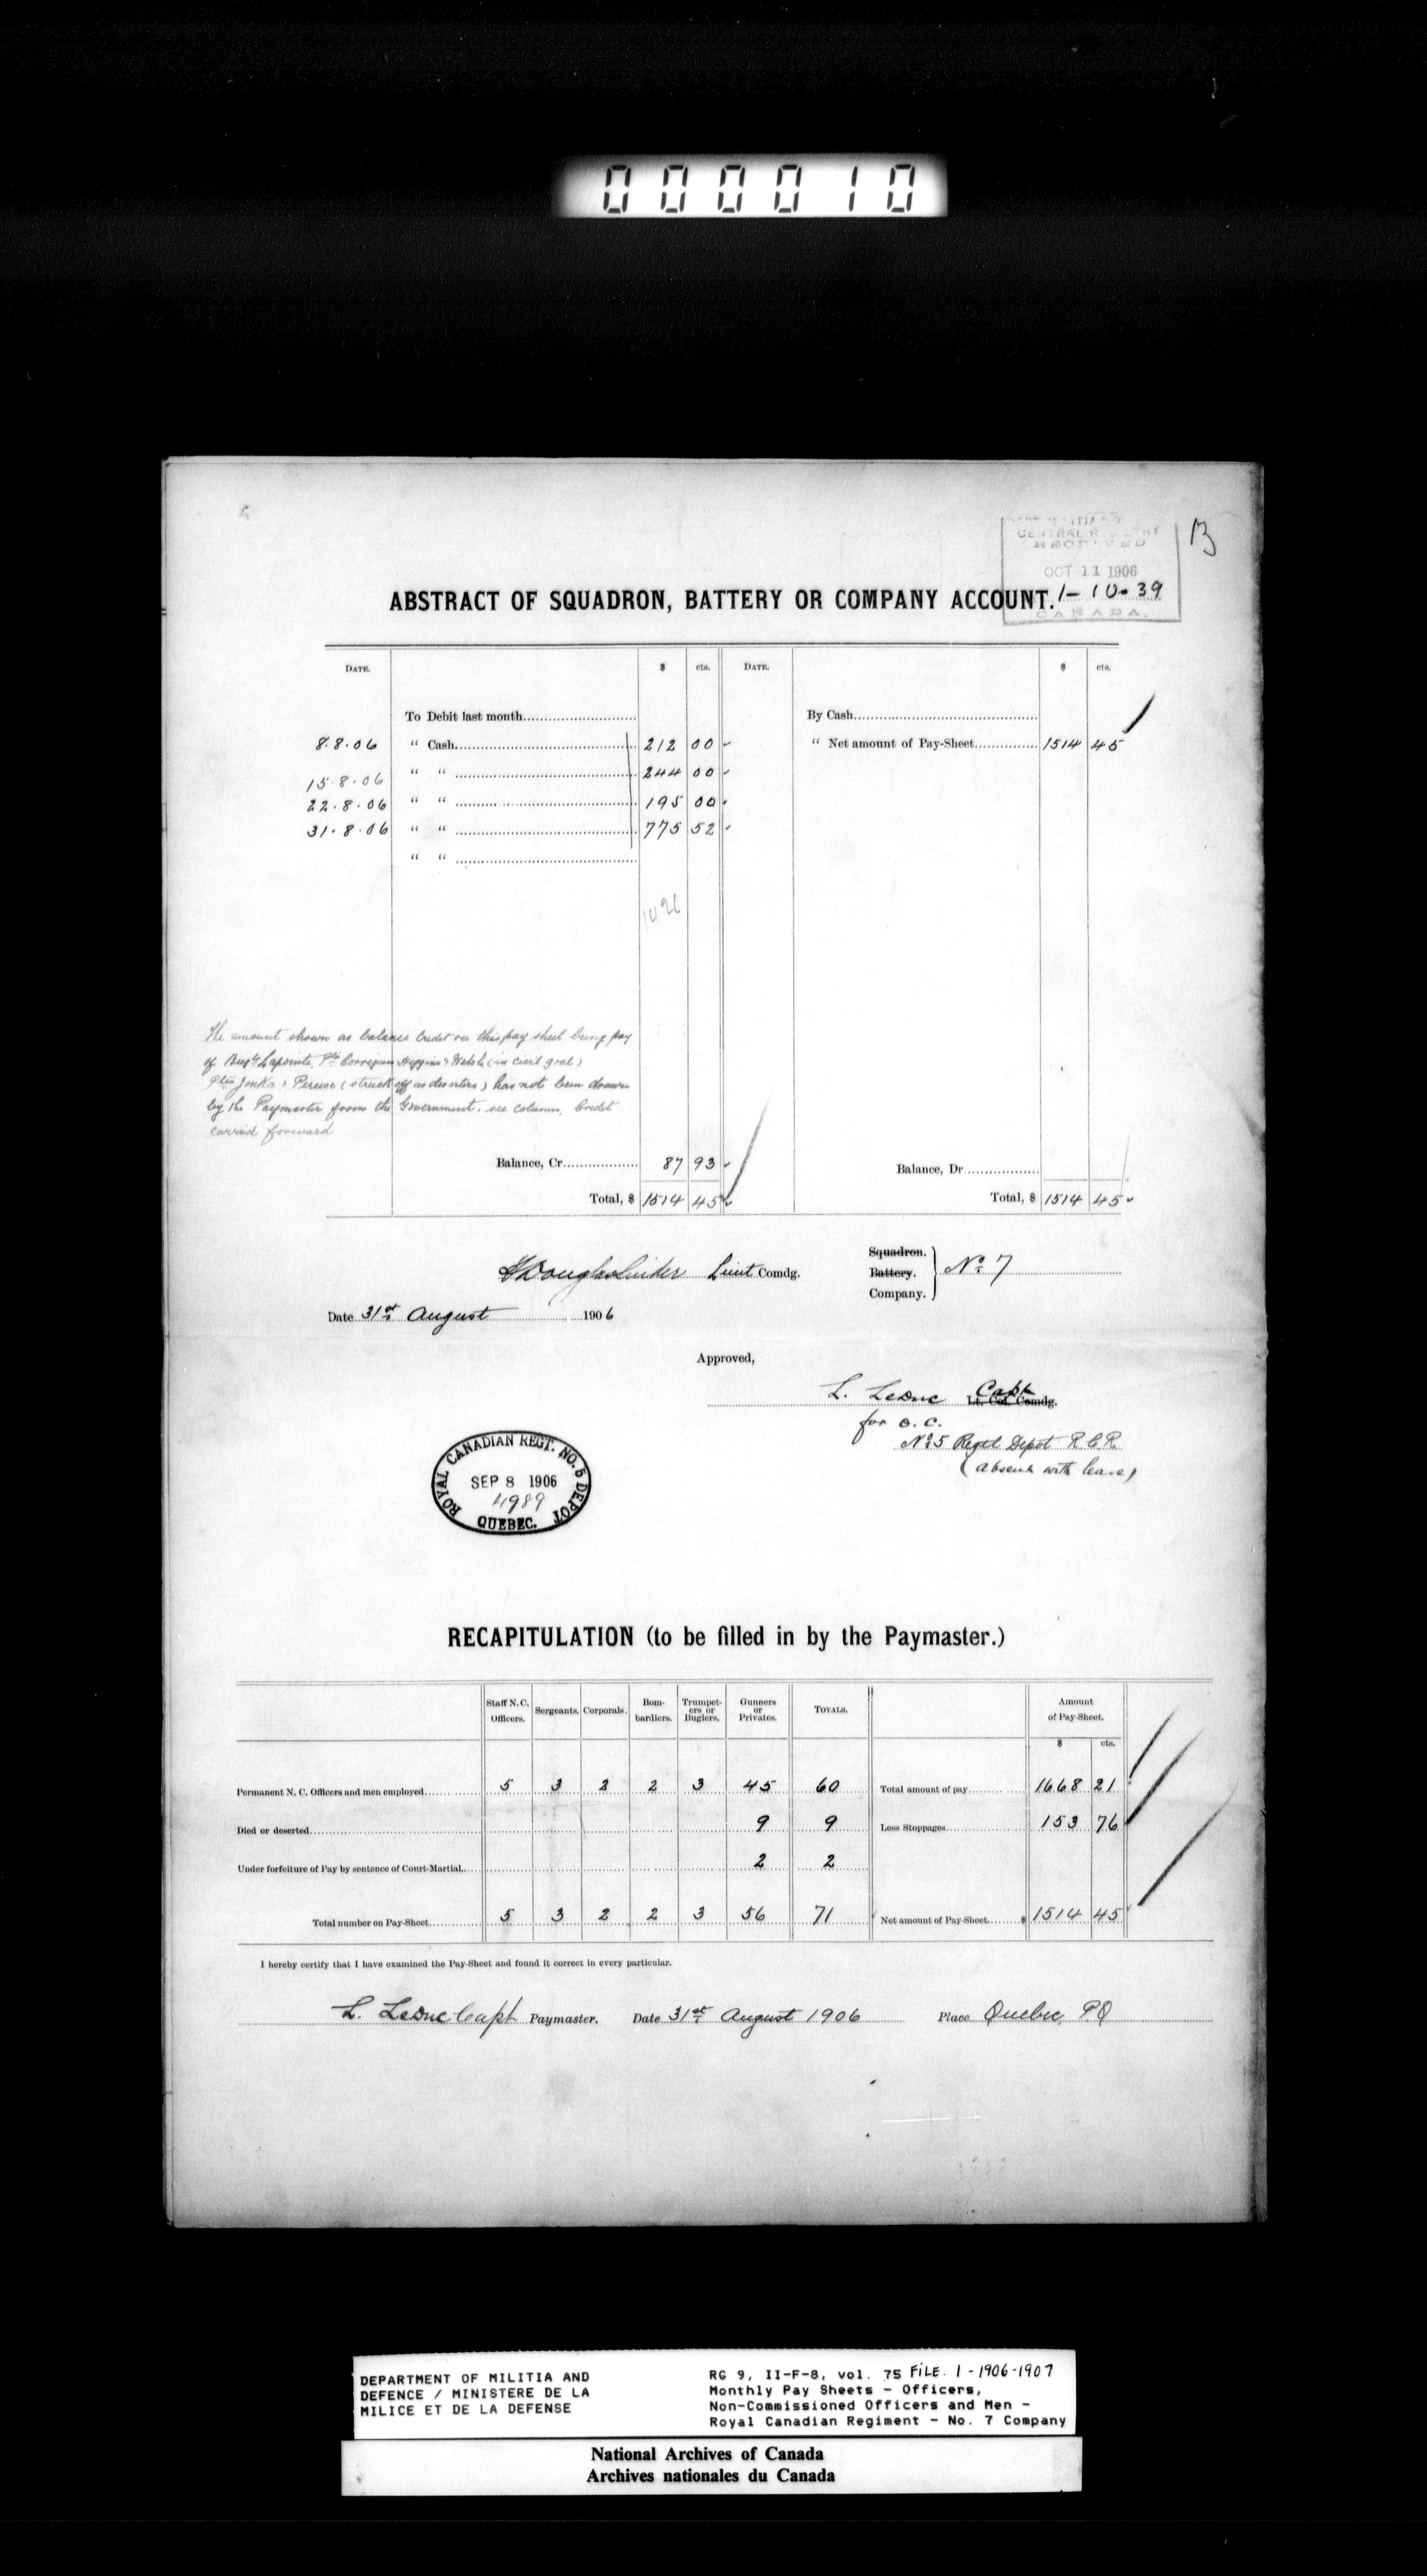 000010
DEPT MILITIA &
CENTRAL REGISTRY
RECEIVED
OCT 11 1906
1-10-39
CANADA.
B
ABSTRACT OF SQUADRON, BATTERY OR COMPANY ACCOUNT.
DATE. $ cts. DATE. $ cts.
To Debit last month By Cash
8.8.06 “ Cash 212 00 “ Net amount of Pay-Sheet 1514 45
15.8.06 “ “ 244 00
22.8.06 “ “ 195 00
31.8.06 “ “ 775 52
“ “
1426
The amount shown as balance Credit on this pay sheet being pay
of Bugr Lapointe, Pts Corrigan Higgins & Welsh (in civil goal)
Ptes Jonka & (struck off as deserters) has not been drawn
by the Paymaster from the Government. see column, Credit
carried forward
Balance, Cr 87 93 Balance, Dr
Total, $ 1514 45 Total, $ 1514 45
Lieut Comdg.
Squadron.
Battery. No 7
Company.
Date 31st August 1906
Approved,
L. Leduc Capt
Lt. Col. Comdg.
for O.C.
No 5 Regtl Depot R.C.R.
(absent with leave)
ROYAL CANADIAN REGT. NO. 5 DEPOT
SEP 8 1906
4989
QUEBEC.
RECAPITULATION (to be filled in by the Paymaster.)
Staff N.C. Officers. Sergeants. Corporals. Bombardiers. Trumpeters or Buglers. Gunners or Privates. TOTALS. Amount of Pay-Sheet.
$ cts.
Permanent N. C. Officers and men employed 5 3 2 2 3 45 60 Total amount of pay 1668 21
Died or deserted 9 9 Less Stoppages 153 76
Under forfeiture of Pay by sentence of Court-Martial 2 2
Total number on Pay-Sheet 5 3 2 2 3 56 71 Net amount of Pay-Sheet $ 1514 45
I hereby certify that I have examined the Pay-Sheet and found it correct in every particular.
L. Leduc Capt Paymaster. Date 31st August 1906 Place Quebec, PQ
DEPARTMENT OF MILITIA AND
DEFENCE / MINISTERE DE LA
MILICE ET DE LA DEFENSE
RG 9, II-F-8, vol. 75 FILE. 1-1906-1907
Monthly Pay Sheets - Officers,
Non-Commissioned Officers and Men -
Royal Canadian Regiment - No. 7 Company
National Archives of Canada
Archives nationales du Canada